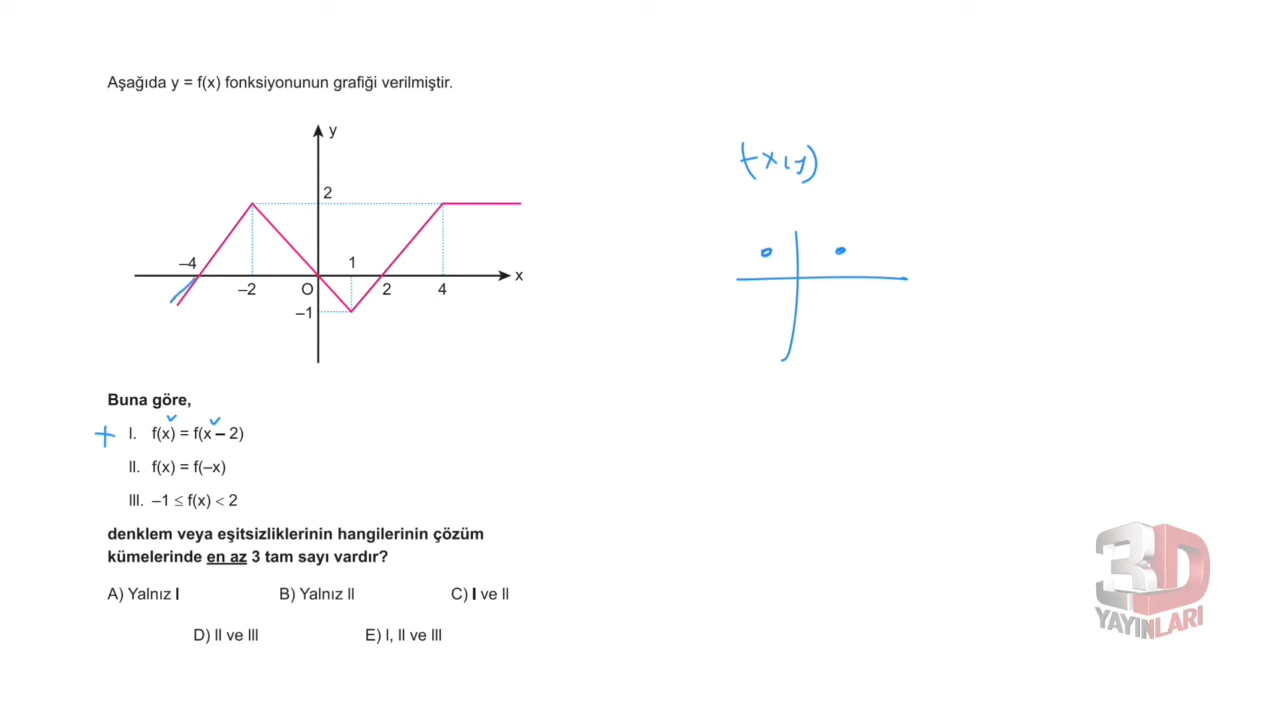 Aşağıda y = f(x) fonksiyonunun grafiği verilmiştir.
y
2
–4
1
x
–2
O
2
4
–1
(x,y)
Buna göre,
+ I. f(x) = f(x – 2)
II. f(x) = f(–x)
III. –1 ≤ f(x) < 2
denklem veya eşitsizliklerinin hangilerinin çözüm
kümelerinde en az 3 tam sayı vardır?
A) Yalnız I B) Yalnız II C) I ve II
D) II ve III E) I, II ve III
3D
YAYINLARI